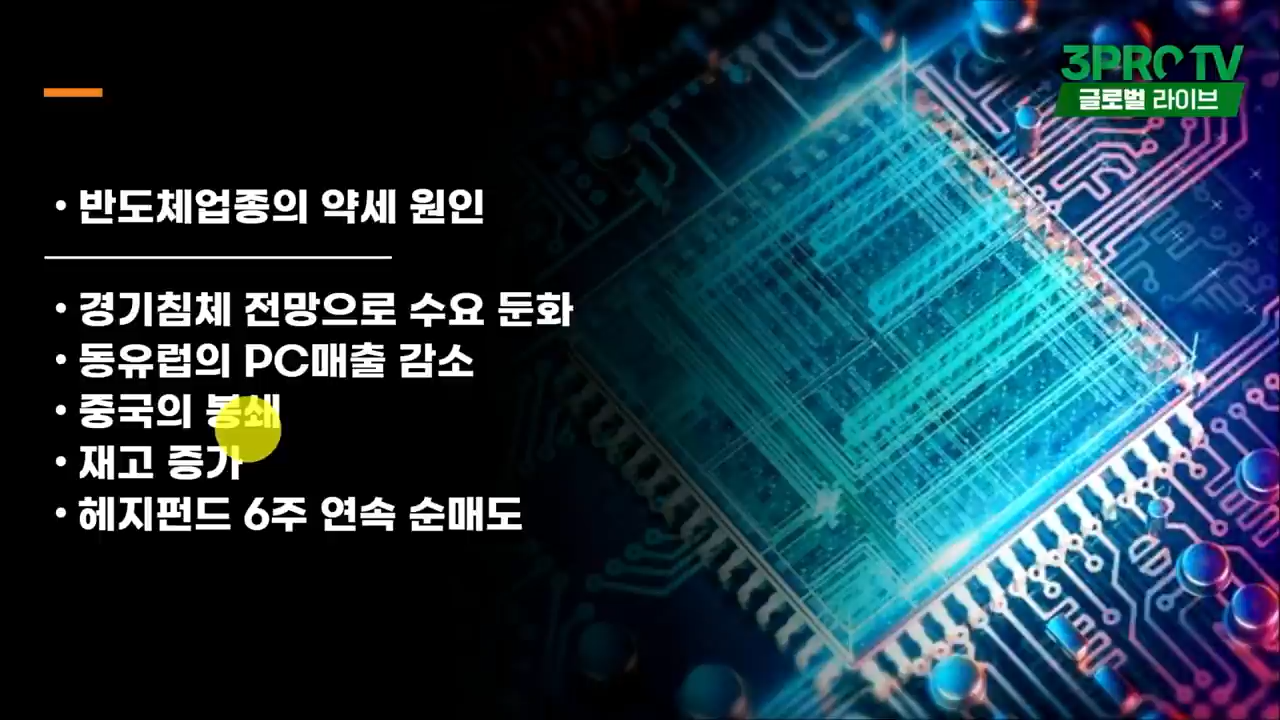 3PRO TV
글로벌 라이브
• 반도체업종의 약세 원인
• 경기침체 전망으로 수요 둔화
• 동유럽의 PC매출 감소
• 중국의 봉쇄
• 재고 증가
• 헤지펀드 6주 연속 순매도